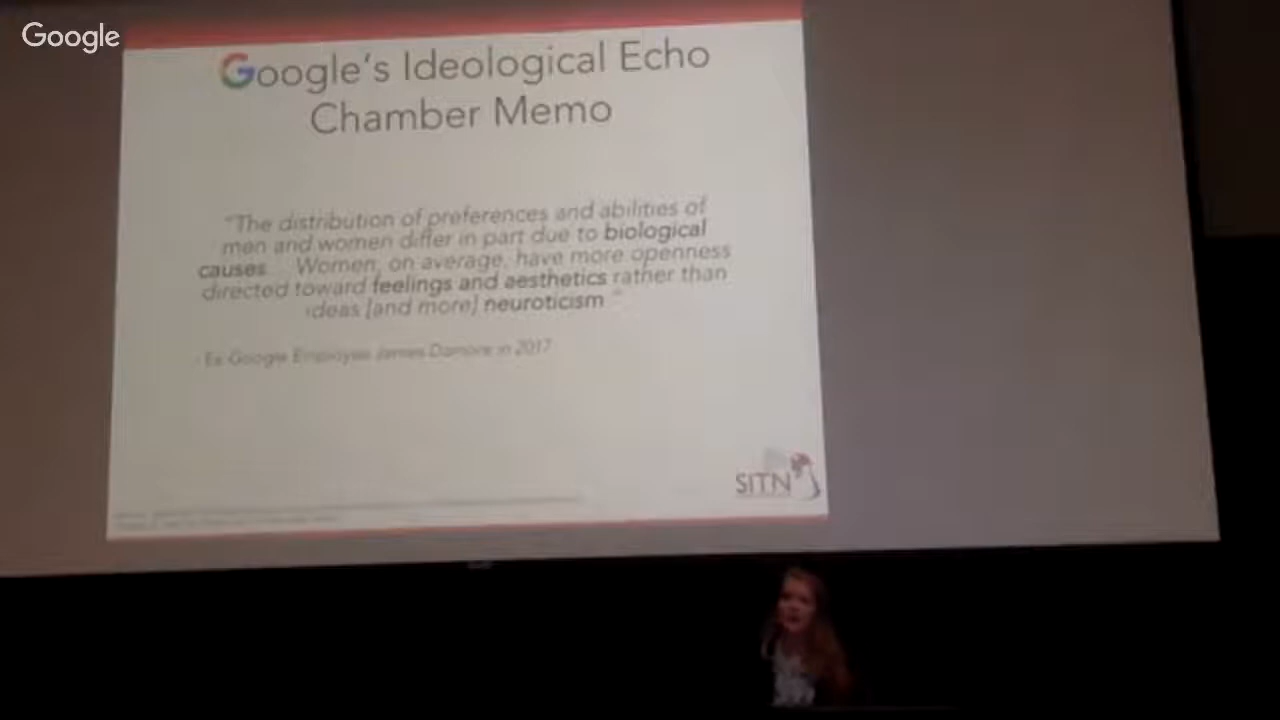 Google
Google's Ideological Echo
Chamber Memo
"The distribution of preferences and abilities of
men and women differ in part due to biological
causes... Women, on average, have more openness
directed toward feelings and aesthetics rather than
ideas [and more] neuroticism."
- Ex-Google Employee James Damore in 2017
SITN